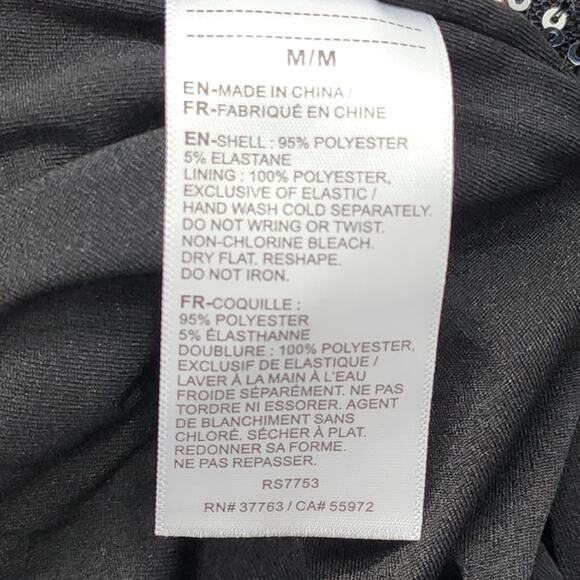 M/M
EN-MADE IN CHINA /
FR-FABRIQUÉ EN CHINE
EN-SHELL : 95% POLYESTER
5% ELASTANE
LINING : 100% POLYESTER,
EXCLUSIVE OF ELASTIC /
HAND WASH COLD SEPARATELY.
DO NOT WRING OR TWIST.
NON-CHLORINE BLEACH.
DRY FLAT. RESHAPE.
DO NOT IRON.
FR-COQUILLE :
95% POLYESTER
5% ÉLASTHANNE
DOUBLURE : 100% POLYESTER,
EXCLUSIF DE ELASTIQUE /
LAVER À LA MAIN À L'EAU
FROIDE SÉPARÉMENT. NE PAS
TORDRE NI ESSORER. AGENT
DE BLANCHIMENT SANS
CHLORÉ. SÉCHER À PLAT.
REDONNER SA FORME.
NE PAS REPASSER.
RS7753
RN# 37763 / CA# 55972